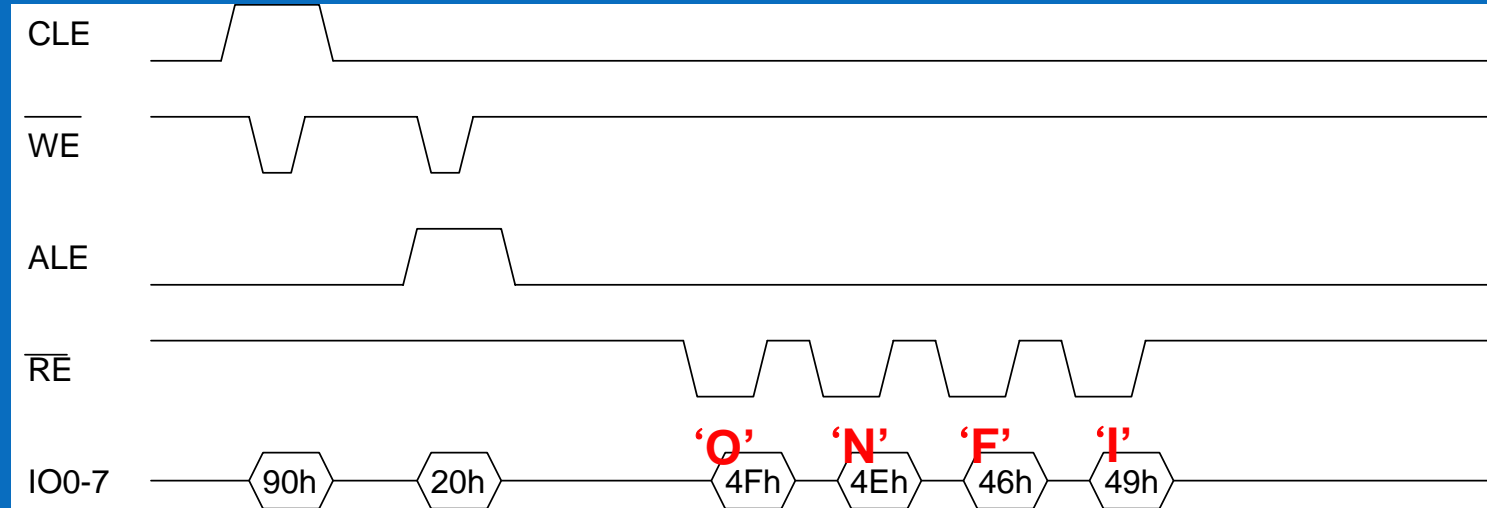 CLE
WE
ALE
RE
‘O’ ‘N’ ‘F’ ‘I’
IO0-7 90h 20h 4Fh 4Eh 46h 49h